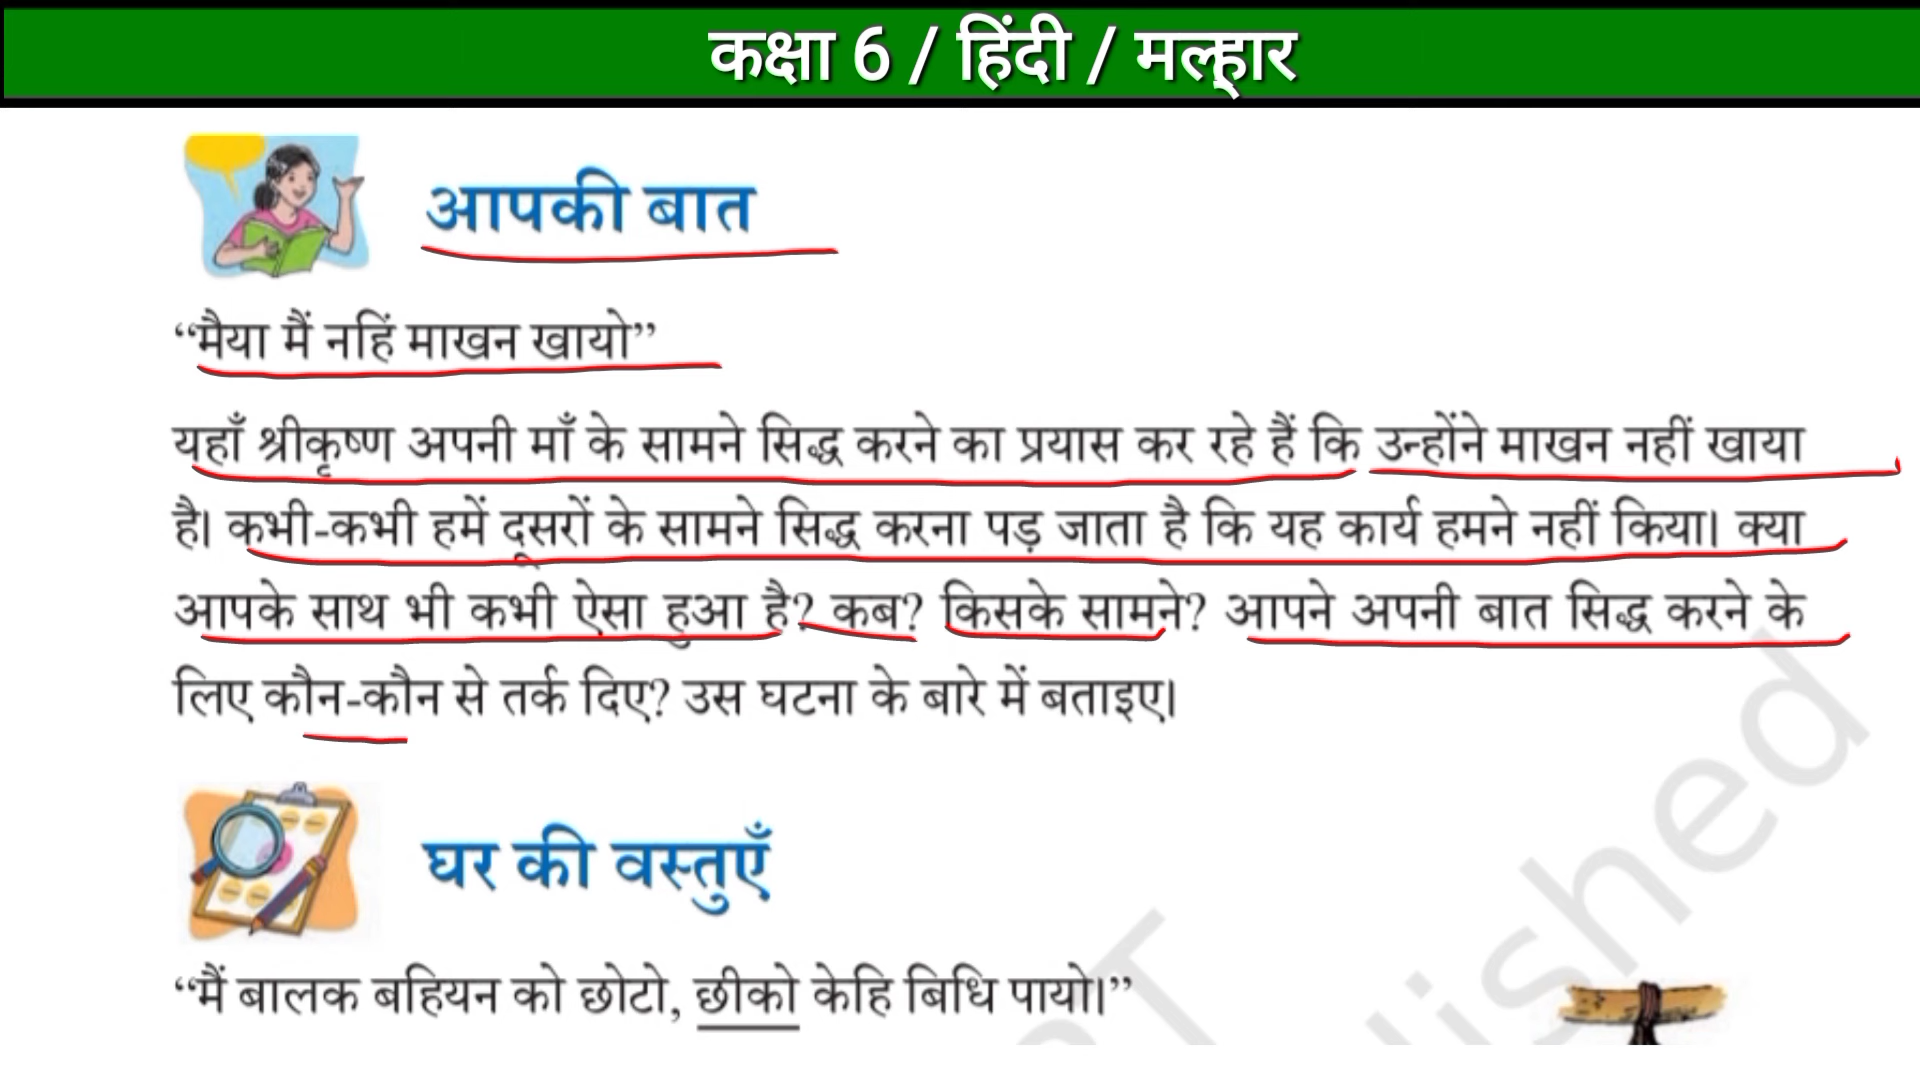 कक्षा 6 / हिंदी / मल्हार
आपकी बात
“मैया मैं नहिं माखन खायो”
यहाँ श्रीकृष्ण अपनी माँ के सामने सिद्ध करने का प्रयास कर रहे हैं कि उन्होंने माखन नहीं खाया
है। कभी-कभी हमें दूसरों के सामने सिद्ध करना पड़ जाता है कि यह कार्य हमने नहीं किया। क्या
आपके साथ भी कभी ऐसा हुआ है? कब? किसके सामने? आपने अपनी बात सिद्ध करने के
लिए कौन-कौन से तर्क दिए? उस घटना के बारे में बताइए।
घर की वस्तुएँ
“मैं बालक बहियन को छोटो, छीको केहि बिधि पायो।”